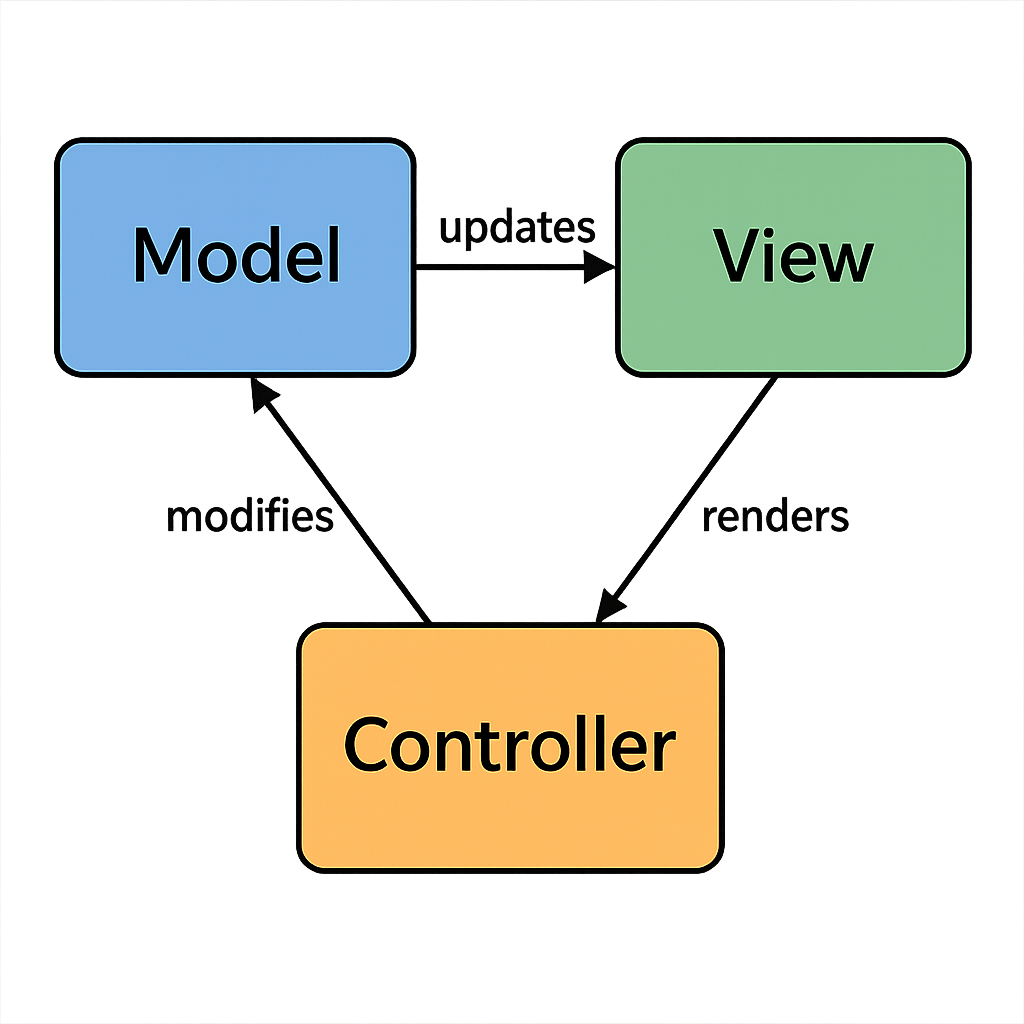 Model
updates
View
modifies
renders
Controller